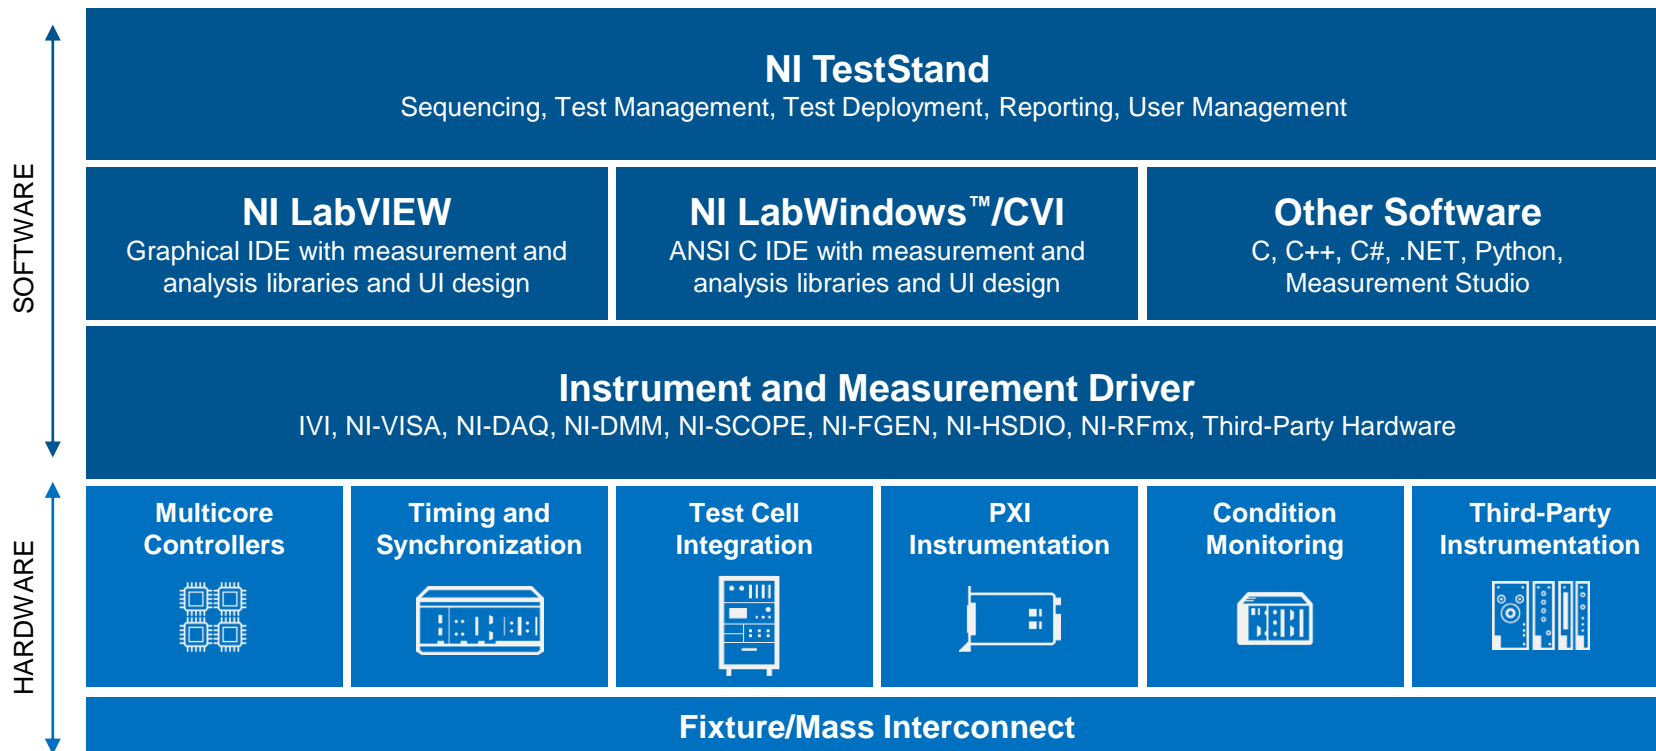 NI TestStand
Sequencing, Test Management, Test Deployment, Reporting, User Management
SOFTWARE
NI LabVIEW
Graphical IDE with measurement and
analysis libraries and UI design
NI LabWindows™/CVI
ANSI C IDE with measurement and
analysis libraries and UI design
Other Software
C, C++, C#, .NET, Python,
Measurement Studio
Instrument and Measurement Driver
IVI, NI-VISA, NI-DAQ, NI-DMM, NI-SCOPE, NI-FGEN, NI-HSDIO, NI-RFmx, Third-Party Hardware
HARDWARE
Multicore
Controllers
Timing and
Synchronization
Test Cell
Integration
PXI
Instrumentation
Condition
Monitoring
Third-Party
Instrumentation
Fixture/Mass Interconnect